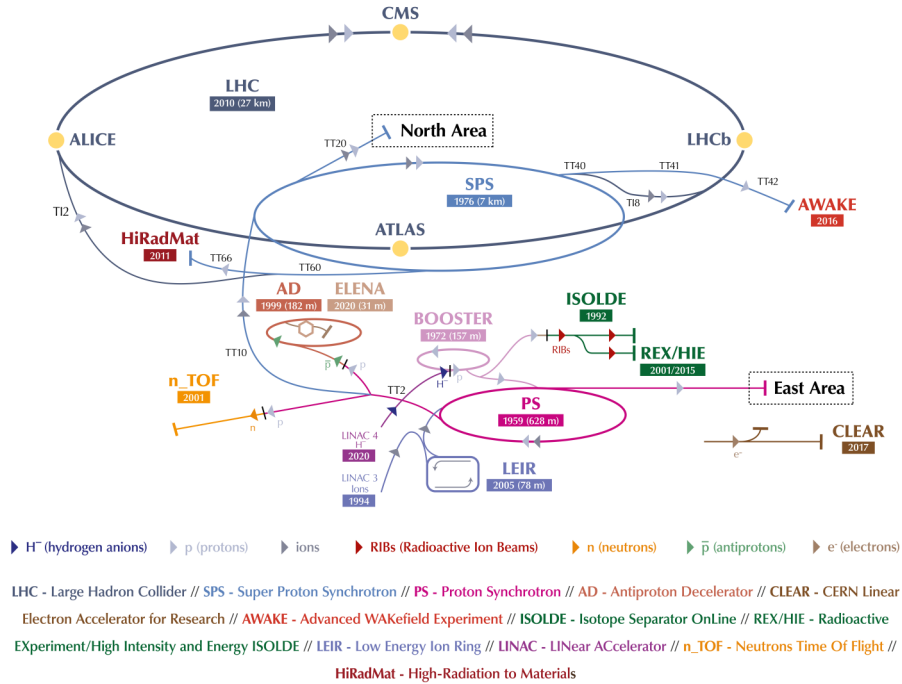 CMS
LHC
2010 (27 km)
ALICE
LHCb
North Area
TT20
TT40
TT41
TT42
SPS
1976 (7 km)
TI8
TI2
AWAKE
2016
ATLAS
HiRadMat
2011
TT66
TT60
AD
1999 (182 m)
ELENA
2020 (31 m)
ISOLDE
1992
BOOSTER
1972 (157 m)
RIBs
REX/HIE
2001/2015
TT10
p̅
p
H⁻
p
East Area
n_TOF
2001
TT2
PS
1959 (628 m)
n
p
LINAC 4
H⁻
2020
CLEAR
2017
e⁻
LINAC 3
Ions
1994
LEIR
2005 (78 m)
H⁻ (hydrogen anions)
p (protons)
ions
RIBs (Radioactive Ion Beams)
n (neutrons)
p̅ (antiprotons)
e⁻ (electrons)
LHC - Large Hadron Collider // SPS - Super Proton Synchrotron // PS - Proton Synchrotron // AD - Antiproton Decelerator // CLEAR - CERN Linear
Electron Accelerator for Research // AWAKE - Advanced WAKefield Experiment // ISOLDE - Isotope Separator OnLine // REX/HIE - Radioactive
EXperiment/High Intensity and Energy ISOLDE // LEIR - Low Energy Ion Ring // LINAC - LINear ACcelerator // n_TOF - Neutrons Time Of Flight //
HiRadMat - High-Radiation to Materials